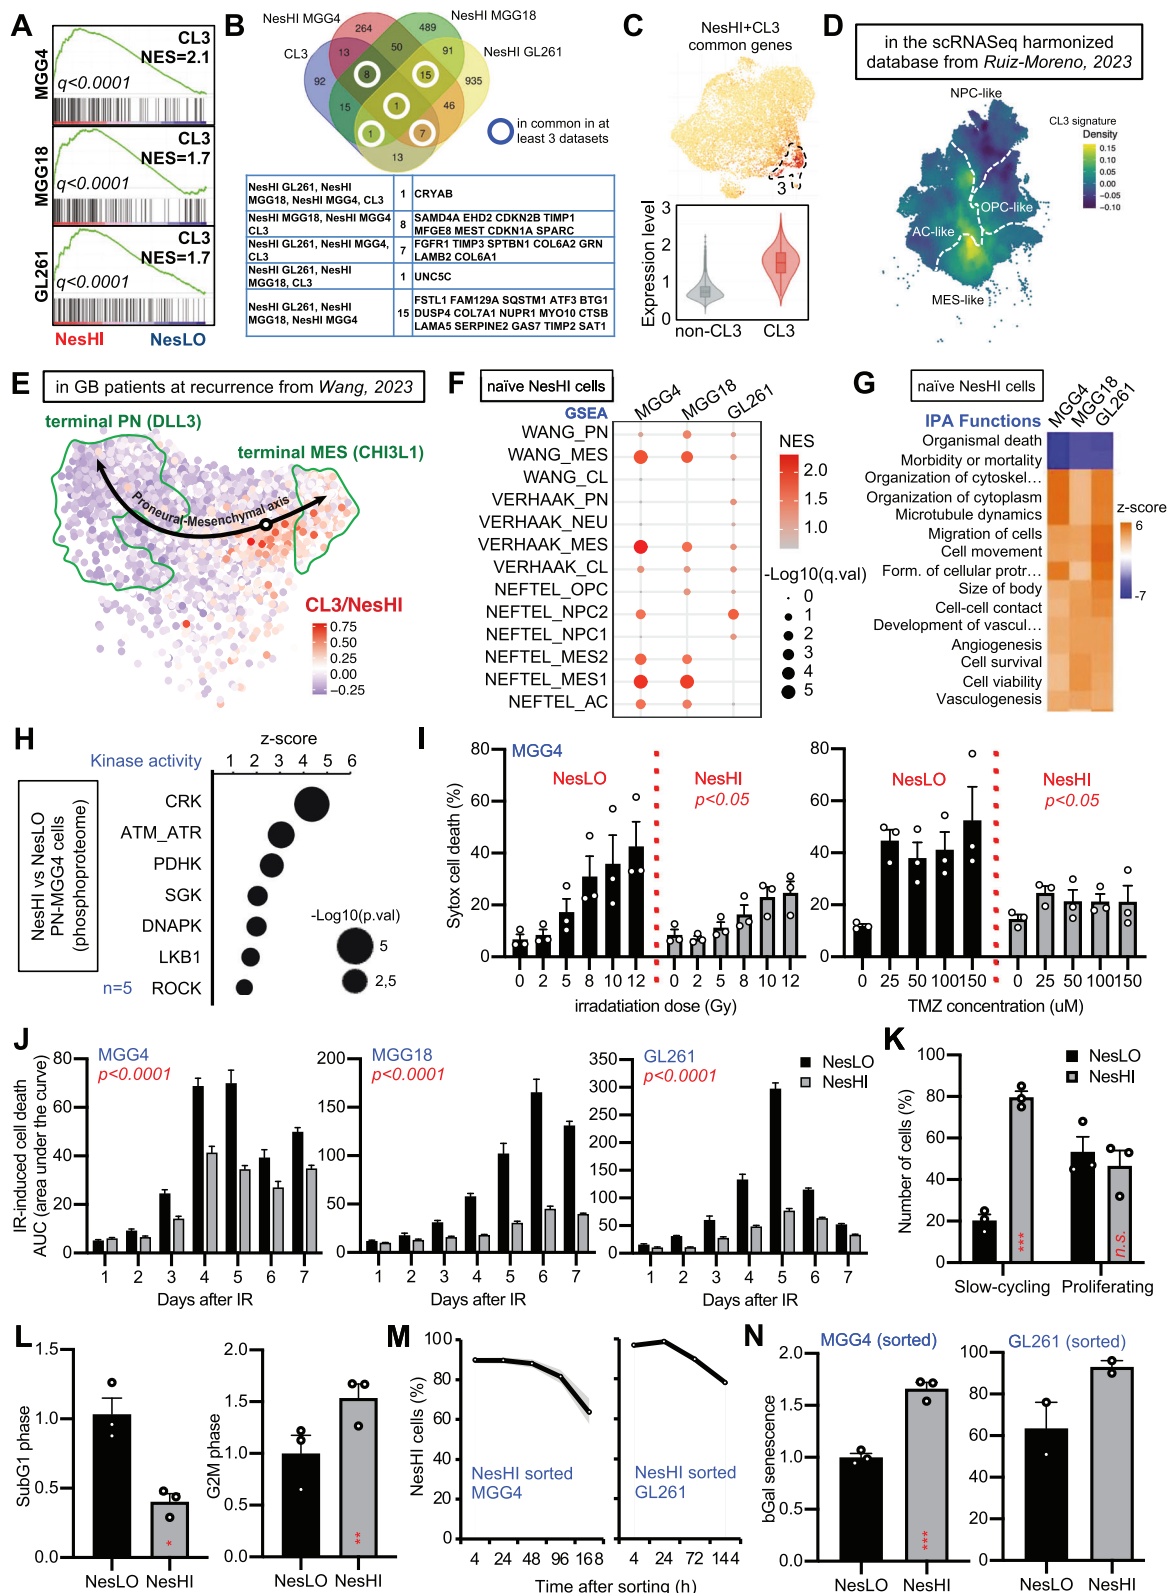 A
MGG4
CL3
NES=2.1
q<0.0001
MGG18
CL3
NES=1.7
q<0.0001
GL261
CL3
NES=1.7
q<0.0001
NesHI NesLO
B
NesHI MGG4
NesHI MGG18
CL3
NesHI GL261
264 489
13 50 91
92 8 15 935
15 1 46
1 7
13
in common in at
least 3 datasets
NesHI GL261, NesHI
MGG18, NesHI MGG4, CL3
1
CRYAB
NesHI MGG18, NesHI MGG4
CL3
8
SAMD4A EHD2 CDKN2B TIMP1
MFGE8 MEST CDKN1A SPARC
NesHI GL261, NesHI MGG4,
CL3
7
FGFR1 TIMP3 SPTBN1 COL6A2 GRN
LAMB2 COL6A1
NesHI GL261, NesHI
MGG18, CL3
1
UNC5C
NesHI GL261, NesHI
MGG18, NesHI MGG4
15
FSTL1 FAM129A SQSTM1 ATF3 BTG1
DUSP4 COL7A1 NUPR1 MYO10 CTSB
LAMA5 SERPINE2 GAS7 TIMP2 SAT1
C
NesHI+CL3
common genes
3
Expression level
3
2
1
0
non-CL3 CL3
D
in the scRNASeq harmonized
database from Ruiz-Moreno, 2023
NPC-like
OPC-like
AC-like
MES-like
CL3 signature
Density
0.15
0.10
0.05
0.00
-0.05
-0.10
E
in GB patients at recurrence from Wang, 2023
terminal PN (DLL3)
terminal MES (CHI3L1)
Proneural-Mesenchymal axis
CL3/NesHI
0.75
0.50
0.25
0.00
-0.25
F
naïve NesHI cells
GSEA
MGG4 MGG18 GL261
WANG_PN
WANG_MES
WANG_CL
VERHAAK_PN
VERHAAK_NEU
VERHAAK_MES
VERHAAK_CL
NEFTEL_OPC
NEFTEL_NPC2
NEFTEL_NPC1
NEFTEL_MES2
NEFTEL_MES1
NEFTEL_AC
NES
2.0
1.5
1.0
-Log10(q.val)
0
1
2
3
4
5
G
naïve NesHI cells
IPA Functions
MGG4 MGG18 GL261
Organismal death
Morbidity or mortality
Organization of cytoskel...
Organization of cytoplasm
Microtubule dynamics
Migration of cells
Cell movement
Form. of cellular protr...
Size of body
Cell-cell contact
Development of vascul...
Angiogenesis
Cell survival
Cell viability
Vasculogenesis
z-score
6
-7
H
z-score
Kinase activity
1 2 3 4 5 6
NesHI vs NesLO
PN-MGG4 cells
(phosphoproteome)
CRK
ATM_ATR
PDHK
SGK
DNAPK
LKB1
ROCK
n=5
-Log10(p.val)
5
2,5
I
MGG4
Sytox cell death (%)
80
60
40
20
0
NesLO
NesHI
p<0.05
0 2 5 8 10 12 0 2 5 8 10 12
irradatiation dose (Gy)
80
60
40
20
0
NesLO
NesHI
p<0.05
0 25 50 100 150 0 25 50 100 150
TMZ concentration (uM)
J
IR-induced cell death
AUC (area under the curve)
MGG4
p<0.0001
80
60
40
20
0
1 2 3 4 5 6 7
Days after IR
MGG18
p<0.0001
200
150
100
50
0
1 2 3 4 5 6 7
Days after IR
GL261
p<0.0001
350
300
250
200
150
100
50
0
1 2 3 4 5 6 7
Days after IR
NesLO
NesHI
K
Number of cells (%)
100
80
60
40
20
0
NesLO
NesHI
***
n.s.
Slow-cycling Proliferating
L
SubG1 phase
1.5
1.0
0.5
0.0
*
NesLO NesHI
G2M phase
2.0
1.5
1.0
0.5
0.0
**
NesLO NesHI
M
NesHI cells (%)
100
80
60
40
20
0
NesHI sorted
MGG4
4 24 48 96 168
NesHI sorted
GL261
4 24 72 144
Time after sorting (h)
N
bGal senescence
MGG4 (sorted)
2.0
1.5
1.0
0.5
0.0
***
NesLO NesHI
GL261 (sorted)
100
80
60
40
20
0
NesLO NesHI